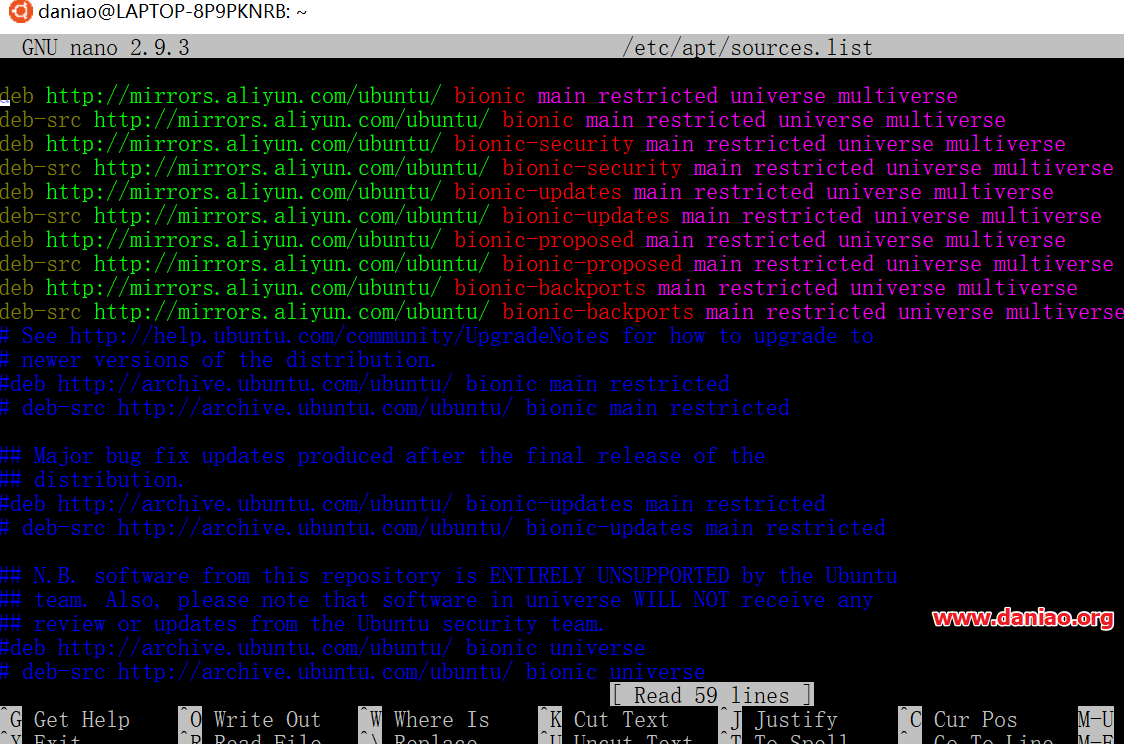 daniao@LAPTOP-8P9PKNRB: ~
GNU nano 2.9.3 /etc/apt/sources.list
deb http://mirrors.aliyun.com/ubuntu/ bionic main restricted universe multiverse
deb-src http://mirrors.aliyun.com/ubuntu/ bionic main restricted universe multiverse
deb http://mirrors.aliyun.com/ubuntu/ bionic-security main restricted universe multiverse
deb-src http://mirrors.aliyun.com/ubuntu/ bionic-security main restricted universe multiverse
deb http://mirrors.aliyun.com/ubuntu/ bionic-updates main restricted universe multiverse
deb-src http://mirrors.aliyun.com/ubuntu/ bionic-updates main restricted universe multiverse
deb http://mirrors.aliyun.com/ubuntu/ bionic-proposed main restricted universe multiverse
deb-src http://mirrors.aliyun.com/ubuntu/ bionic-proposed main restricted universe multiverse
deb http://mirrors.aliyun.com/ubuntu/ bionic-backports main restricted universe multiverse
deb-src http://mirrors.aliyun.com/ubuntu/ bionic-backports main restricted universe multiverse
# See http://help.ubuntu.com/community/UpgradeNotes for how to upgrade to
# newer versions of the distribution.
#deb http://archive.ubuntu.com/ubuntu/ bionic main restricted
# deb-src http://archive.ubuntu.com/ubuntu/ bionic main restricted
## Major bug fix updates produced after the final release of the
## distribution.
#deb http://archive.ubuntu.com/ubuntu/ bionic-updates main restricted
# deb-src http://archive.ubuntu.com/ubuntu/ bionic-updates main restricted
## N.B. software from this repository is ENTIRELY UNSUPPORTED by the Ubuntu
## team. Also, please note that software in universe WILL NOT receive any
## review or updates from the Ubuntu security team.
#deb http://archive.ubuntu.com/ubuntu/ bionic universe
# deb-src http://archive.ubuntu.com/ubuntu/ bionic universe
www.daniao.org
[ Read 59 lines ]
^G Get Help ^O Write Out ^W Where Is ^K Cut Text ^J Justify ^C Cur Pos M-U
^X Exit ^R Read File ^\ Replace ^U Uncut Text ^T To Spell ^_ Go To Line M-E